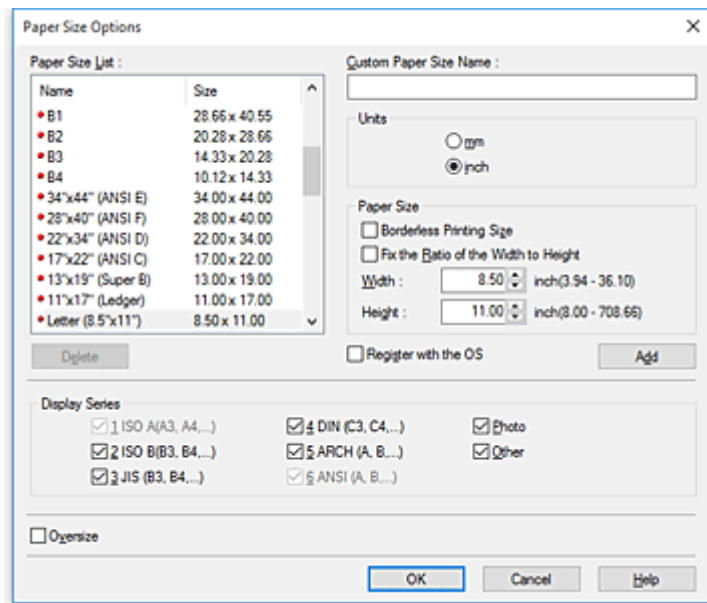 Paper Size Options
Paper Size List :
Name Size
B1 28.66 x 40.55
B2 20.28 x 28.66
B3 14.33 x 20.28
B4 10.12 x 14.33
34"x44" (ANSI E) 34.00 x 44.00
28"x40" (ANSI F) 28.00 x 40.00
22"x34" (ANSI D) 22.00 x 34.00
17"x22" (ANSI C) 17.00 x 22.00
13"x19" (Super B) 13.00 x 19.00
11"x17" (Ledger) 11.00 x 17.00
Letter (8.5"x11") 8.50 x 11.00
Delete
Custom Paper Size Name :
Units
mm
inch
Paper Size
Borderless Printing Size
Fix the Ratio of the Width to Height
Width : 8.50 inch(3.94 - 36.10)
Height : 11.00 inch(8.00 - 708.66)
Register with the OS Add
Display Series
1 ISO A(A3, A4,...) 4 DIN (C3, C4,...) Photo
2 ISO B(B3, B4,...) 5 ARCH (A, B,...) Other
3 JIS (B3, B4,...) 6 ANSI (A, B,...)
Oversize
OK Cancel Help